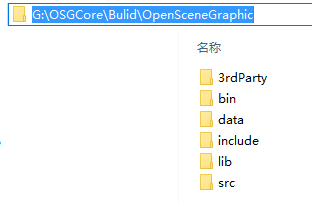 G:\OSGCore\Bulid\OpenSceneGraphic
名称
3rdParty
bin
data
include
lib
src